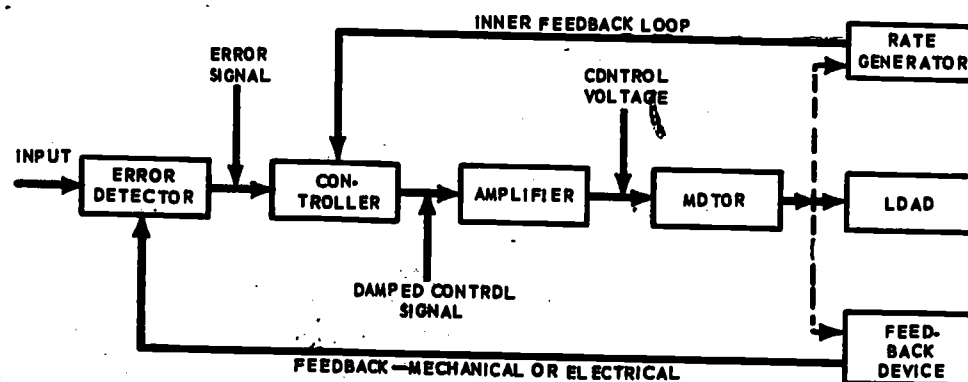 INNER FEEDBACK LOOP
RATE
GENERATOR
ERROR
SIGNAL
CONTROL
VOLTAGE
INPUT
ERROR
DETECTOR
CON-
TROLLER
AMPLIFIER
MOTOR
LOAD
DAMPED CONTROL
SIGNAL
FEED-
BACK
DEVICE
FEEDBACK—MECHANICAL OR ELECTRICAL